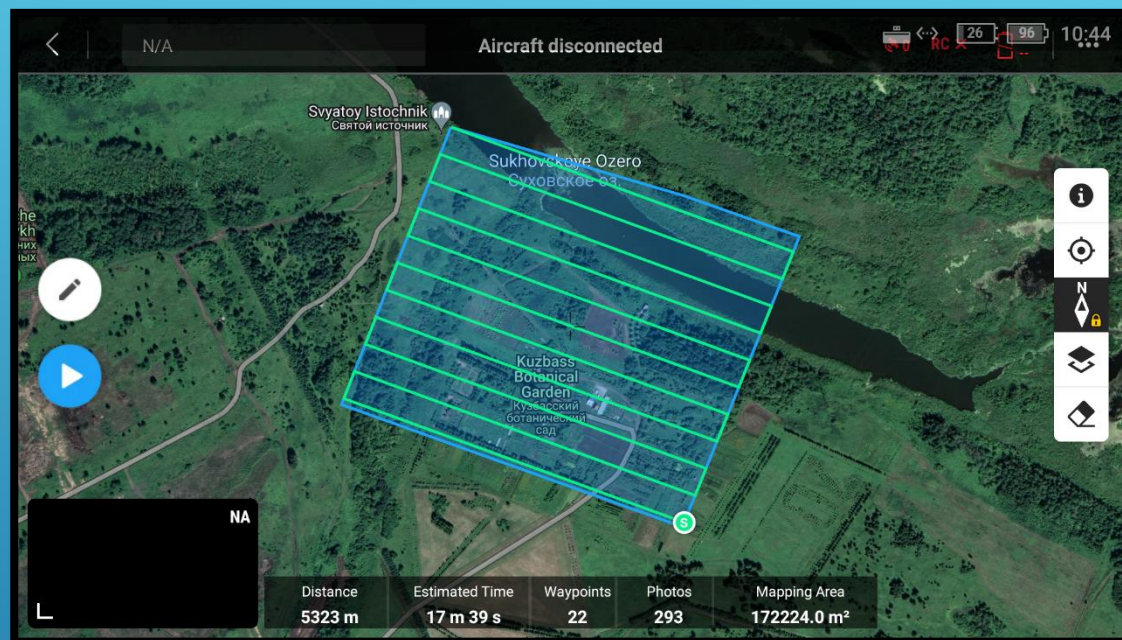 N/A
Aircraft disconnected
26
96
10:44
0
RC
--
Svyatoy Istochnik
Святой источник
Sukhovskoye Ozero
Суховское оз.
N
Kuzbass
Botanical
Garden
Кузбасский
ботанический
сад
S
NA
L
Distance
Estimated Time
Waypoints
Photos
Mapping Area
5323 m
17 m 39 s
22
293
172224.0 m²